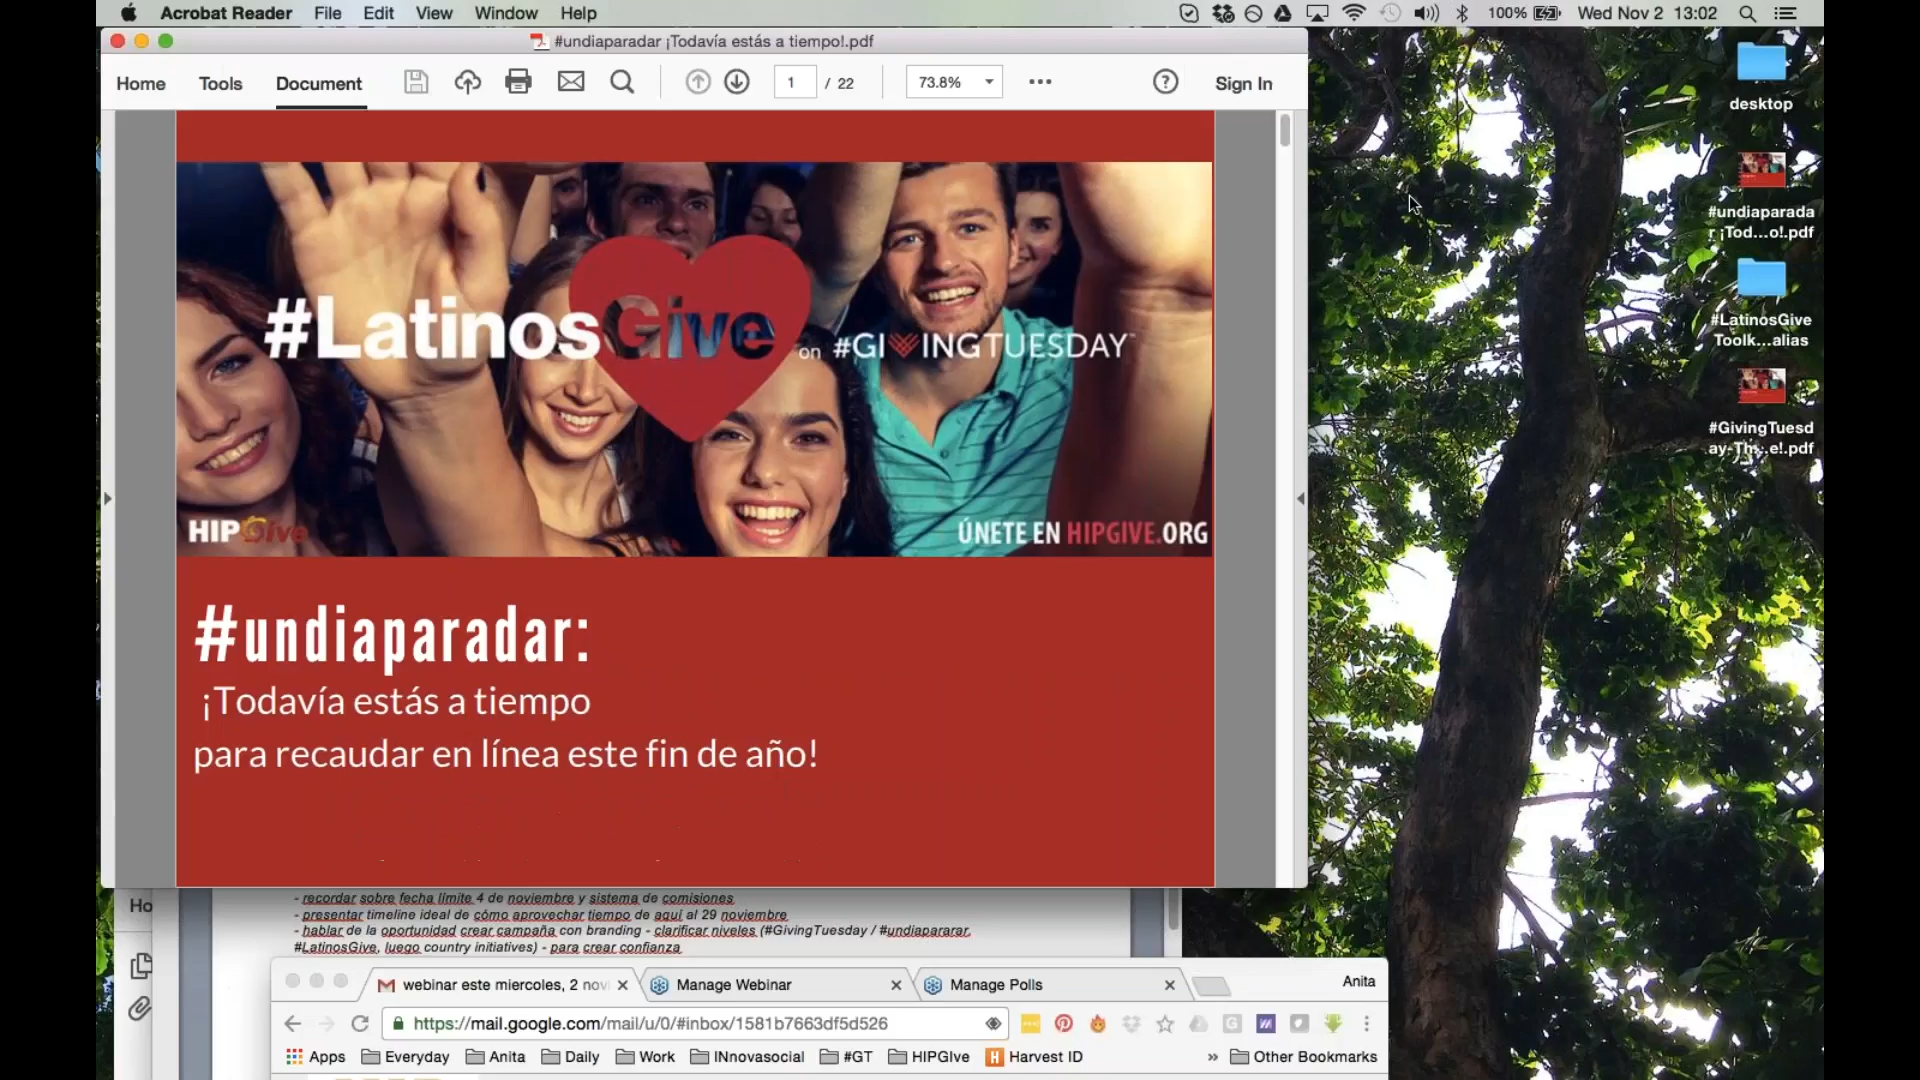 Acrobat Reader File Edit View Window Help 100% Wed Nov 2 13:02
#undiaparadar ¡Todavía estás a tiempo!.pdf
Home Tools Document 1 / 22 73.8% Sign In
#LatinosGive on #GIVINGTUESDAY™
HIPGive
ÚNETE EN HIPGIVE.ORG
#undiaparadar:
¡Todavía estás a tiempo
para recaudar en línea este fin de año!
desktop
#undiaparada
r ¡Tod...o!.pdf
#LatinosGive
Toolk...alias
#GivingTuesd
ay-Th...e!.pdf
Ho
- recordar sobre fecha límite 4 de noviembre y sistema de comisiones
- presentar timeline ideal de cómo aprovechar tiempo de aquí al 29 noviembre
- hablar de la oportunidad crear campaña con branding - clarificar niveles (#GivingTuesday / #undiapararar,
#LatinosGive, luego country initiatives) - para crear confianza
webinar este miercoles, 2 novi Manage Webinar Manage Polls Anita
https://mail.google.com/mail/u/0/#inbox/1581b7663df5d526
Apps Everyday Anita Daily Work INnovasocial #GT HIPGIve Harvest ID » Other Bookmarks